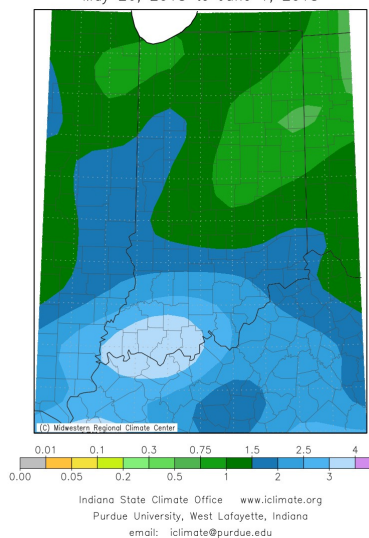 (C) Midwestern Regional Climate Center
0.01 0.1 0.3 0.75 1.5 2.5 4
0.00 0.05 0.2 0.5 1 2 3
Indiana State Climate Office www.iclimate.org
Purdue University, West Lafayette, Indiana
email: iclimate@purdue.edu